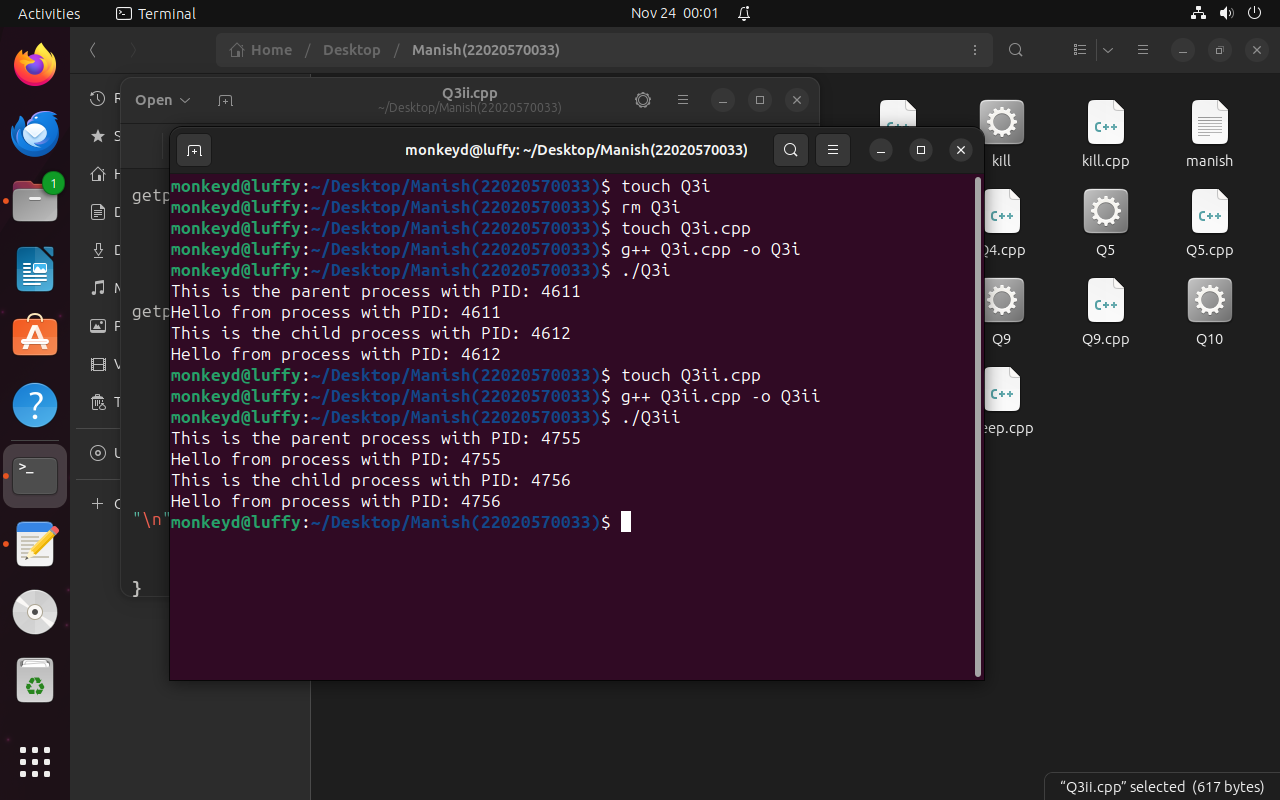 Activities
Terminal
Nov 24 00:01
Home / Desktop / Manish(22020570033)
Open
Q3ii.cpp
~/Desktop/Manish(22020570033)
1
monkeyd@luffy: ~/Desktop/Manish(22020570033)
monkeyd@luffy:~/Desktop/Manish(22020570033)$ touch Q3i
monkeyd@luffy:~/Desktop/Manish(22020570033)$ rm Q3i
monkeyd@luffy:~/Desktop/Manish(22020570033)$ touch Q3i.cpp
monkeyd@luffy:~/Desktop/Manish(22020570033)$ g++ Q3i.cpp -o Q3i
monkeyd@luffy:~/Desktop/Manish(22020570033)$ ./Q3i
This is the parent process with PID: 4611
Hello from process with PID: 4611
This is the child process with PID: 4612
Hello from process with PID: 4612
monkeyd@luffy:~/Desktop/Manish(22020570033)$ touch Q3ii.cpp
monkeyd@luffy:~/Desktop/Manish(22020570033)$ g++ Q3ii.cpp -o Q3ii
monkeyd@luffy:~/Desktop/Manish(22020570033)$ ./Q3ii
This is the parent process with PID: 4755
Hello from process with PID: 4755
This is the child process with PID: 4756
Hello from process with PID: 4756
monkeyd@luffy:~/Desktop/Manish(22020570033)$
getp
getp
"\n"
}
C++
kill
C++
kill.cpp
manish
C++
Q4.cpp
Q5
C++
Q5.cpp
Q9
C++
Q9.cpp
Q10
C++
eep.cpp
"Q3ii.cpp" selected (617 bytes)